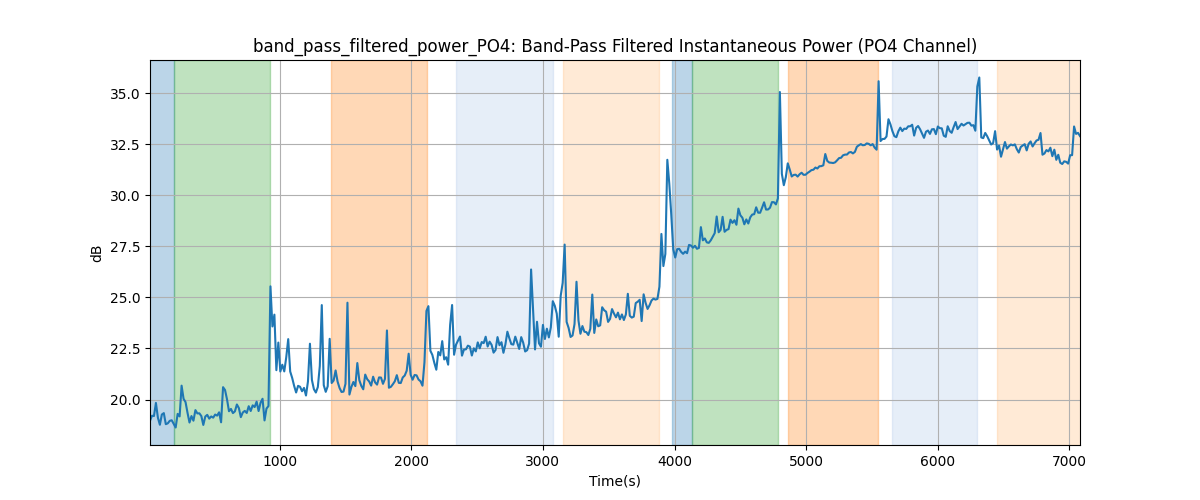 band_pass_filtered_power_PO4: Band-Pass Filtered Instantaneous Power (PO4 Channel)
35.0
32.5
30.0
27.5
25.0
22.5
20.0
dB
1000 2000 3000 4000 5000 6000 7000
Time(s)